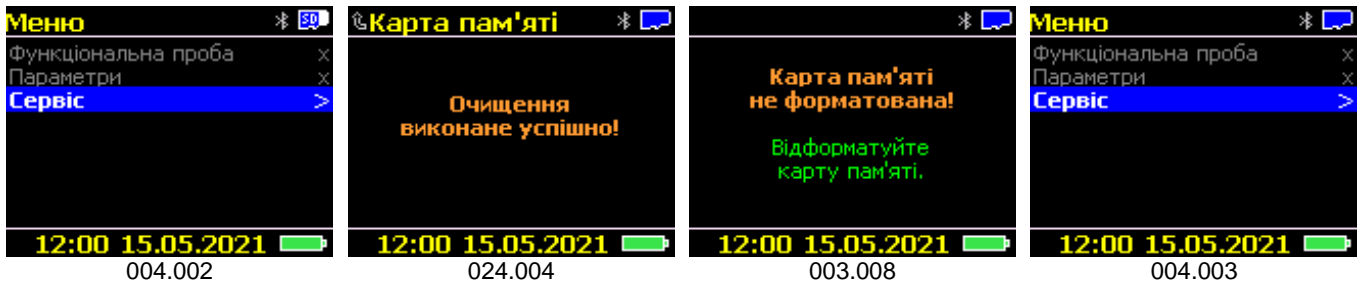 Меню
SD
Функціональна проба x
Параметри x
Сервіс >
12:00 15.05.2021
004.002
Карта пам'яті
Очищення
виконане успішно!
12:00 15.05.2021
024.004
Карта пам'яті
не форматована!
Відформатуйте
карту пам'яті.
12:00 15.05.2021
003.008
Меню
Функціональна проба x
Параметри x
Сервіс >
12:00 15.05.2021
004.003